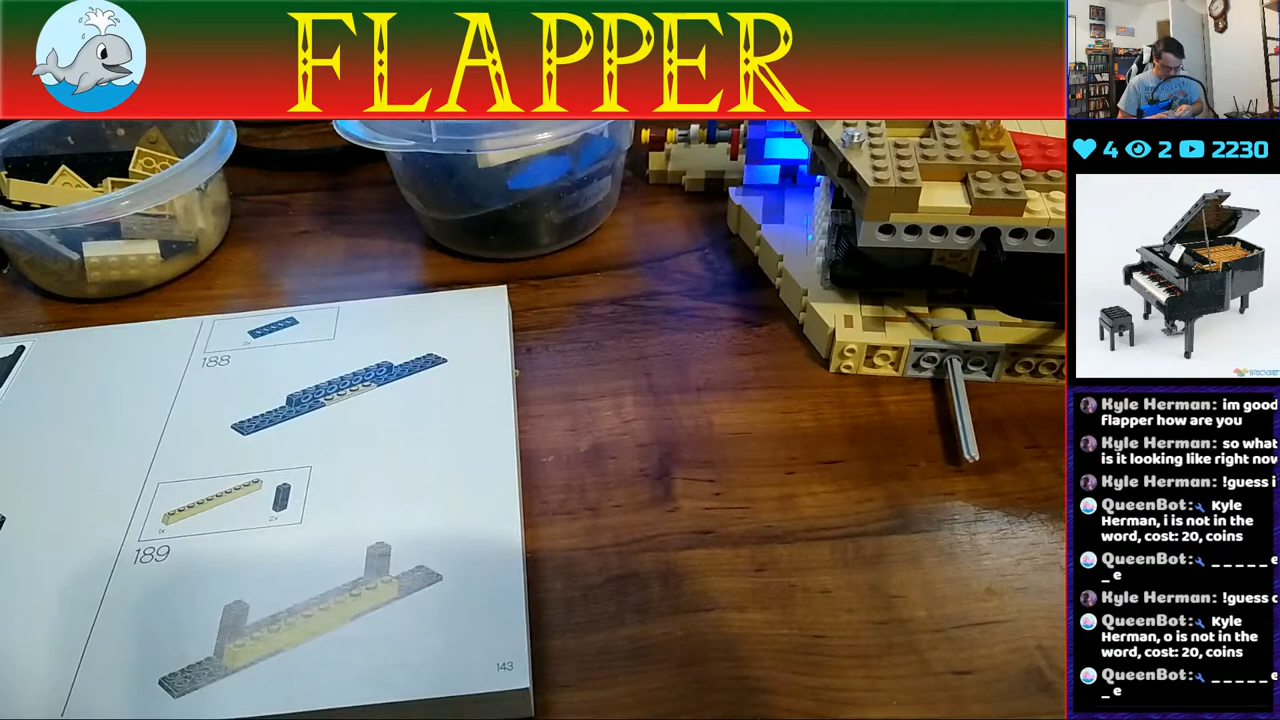 FLAPPER
4 2 2230
188
189
1x
2x
143
Kyle Herman: im good
flapper how are you
Kyle Herman: so what
is it looking like right now
Kyle Herman: !guess i
QueenBot: Kyle
Herman, i is not in the
word, cost: 20, coins
QueenBot: _ _ _ _ _ e
_ e
Kyle Herman: !guess o
QueenBot: Kyle
Herman, o is not in the
word, cost: 20, coins
QueenBot: _ _ _ _ _ e
_ e